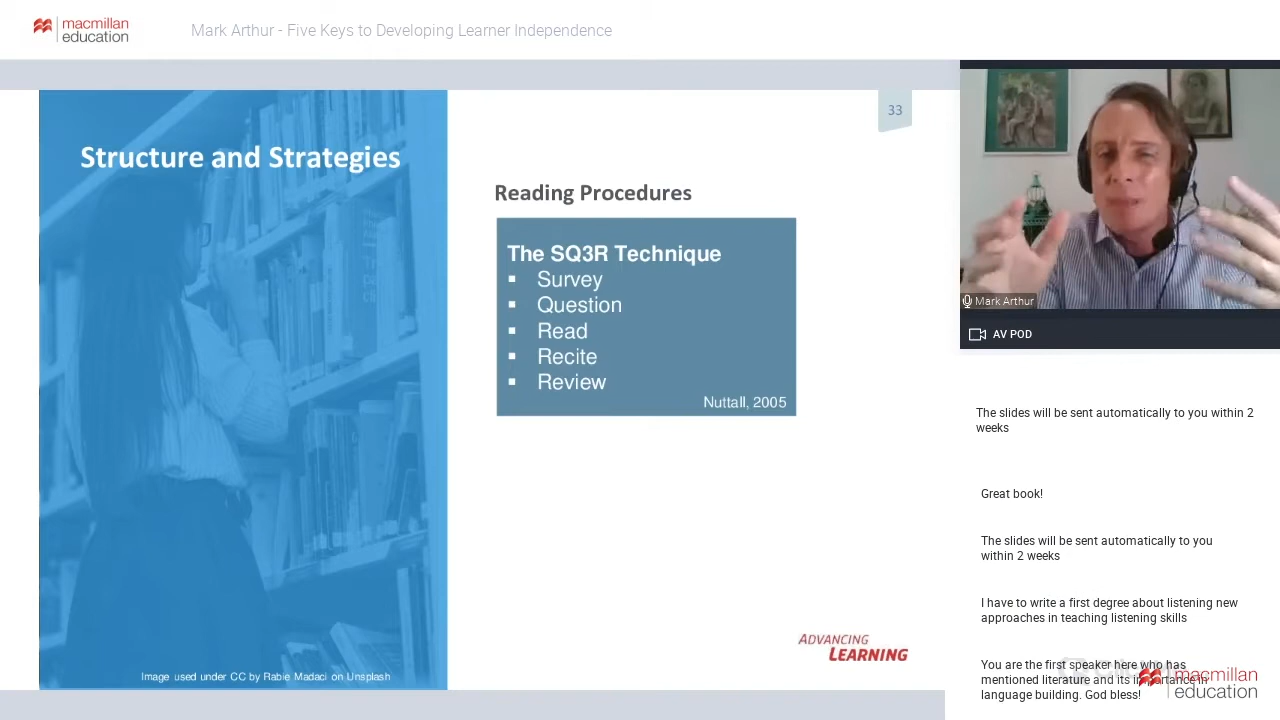 macmillan
education
Mark Arthur - Five Keys to Developing Learner Independence
33
Structure and Strategies
Reading Procedures
The SQ3R Technique
▪ Survey
▪ Question
▪ Read
▪ Recite
▪ Review
Nuttall, 2005
ADVANCING
LEARNING
Image used under CC by Rabie Madaci on Unsplash
Mark Arthur
AV POD
The slides will be sent automatically to you within 2
weeks
Great book!
The slides will be sent automatically to you
within 2 weeks
I have to write a first degree about listening new
approaches in teaching listening skills
You are the first speaker here who has
mentioned literature and its importance in
language building. God bless!
macmillan
education